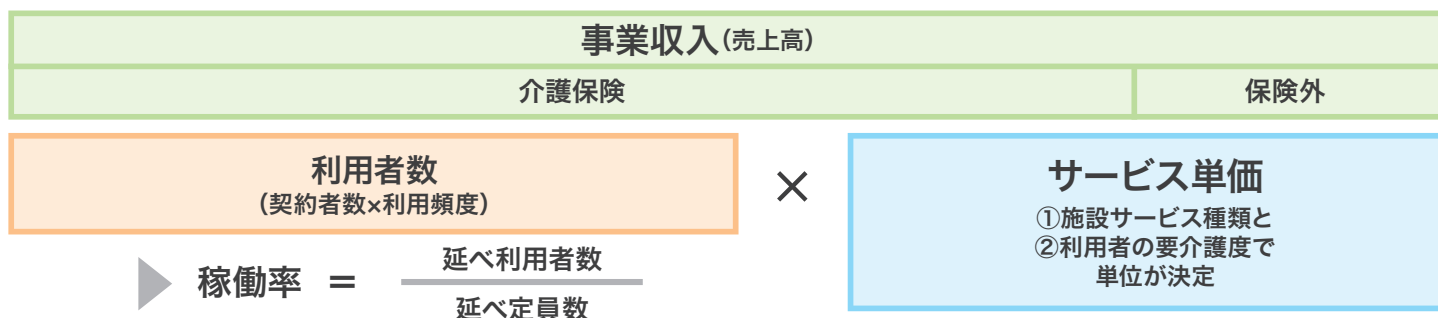 事業収入(売上高)
介護保険
保険外
利用者数
(契約者数×利用頻度)
×
サービス単価
①施設サービス種類と
②利用者の要介護度で
単位が決定
稼働率 =
延べ利用者数
延べ定員数